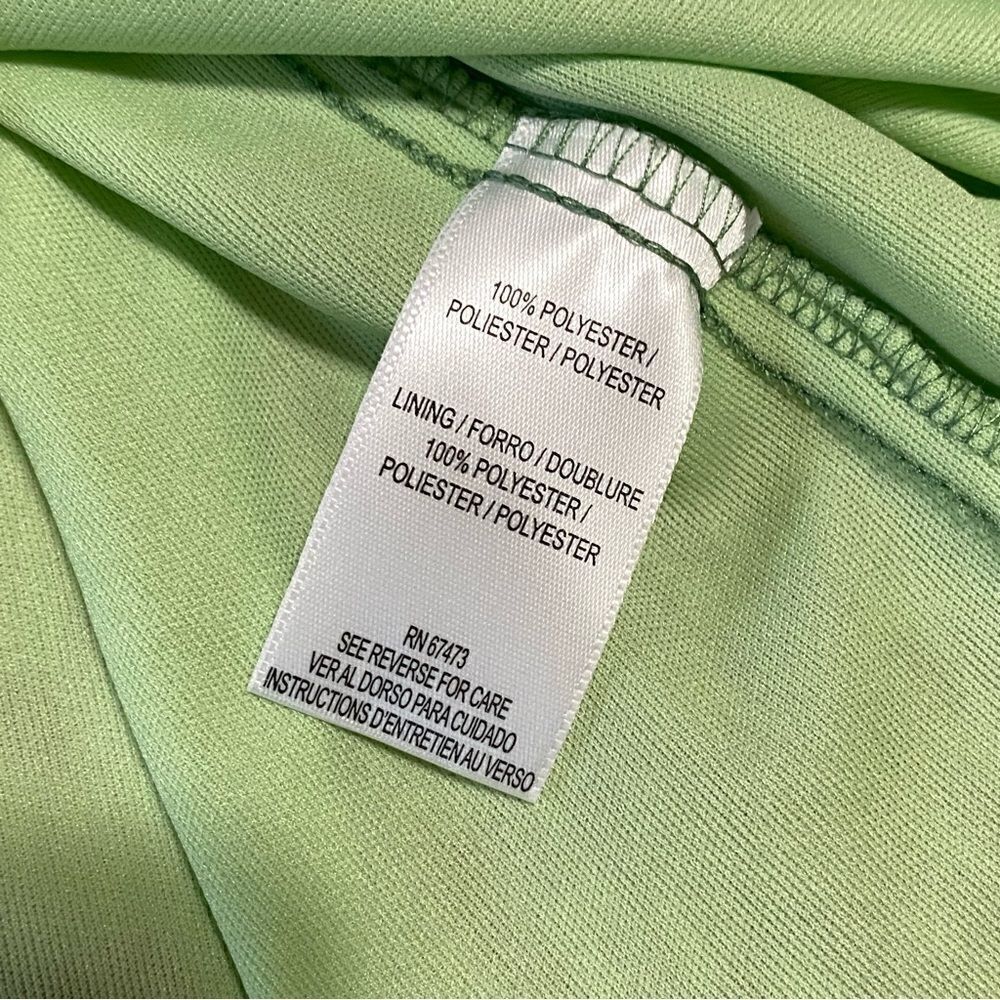 100% POLYESTER /
POLIESTER / POLYESTER
LINING / FORRO / DOUBLURE
100% POLYESTER /
POLIESTER / POLYESTER
RN 67473
SEE REVERSE FOR CARE
VER AL DORSO PARA CUIDADO
INSTRUCTIONS D'ENTRETIEN AU VERSO